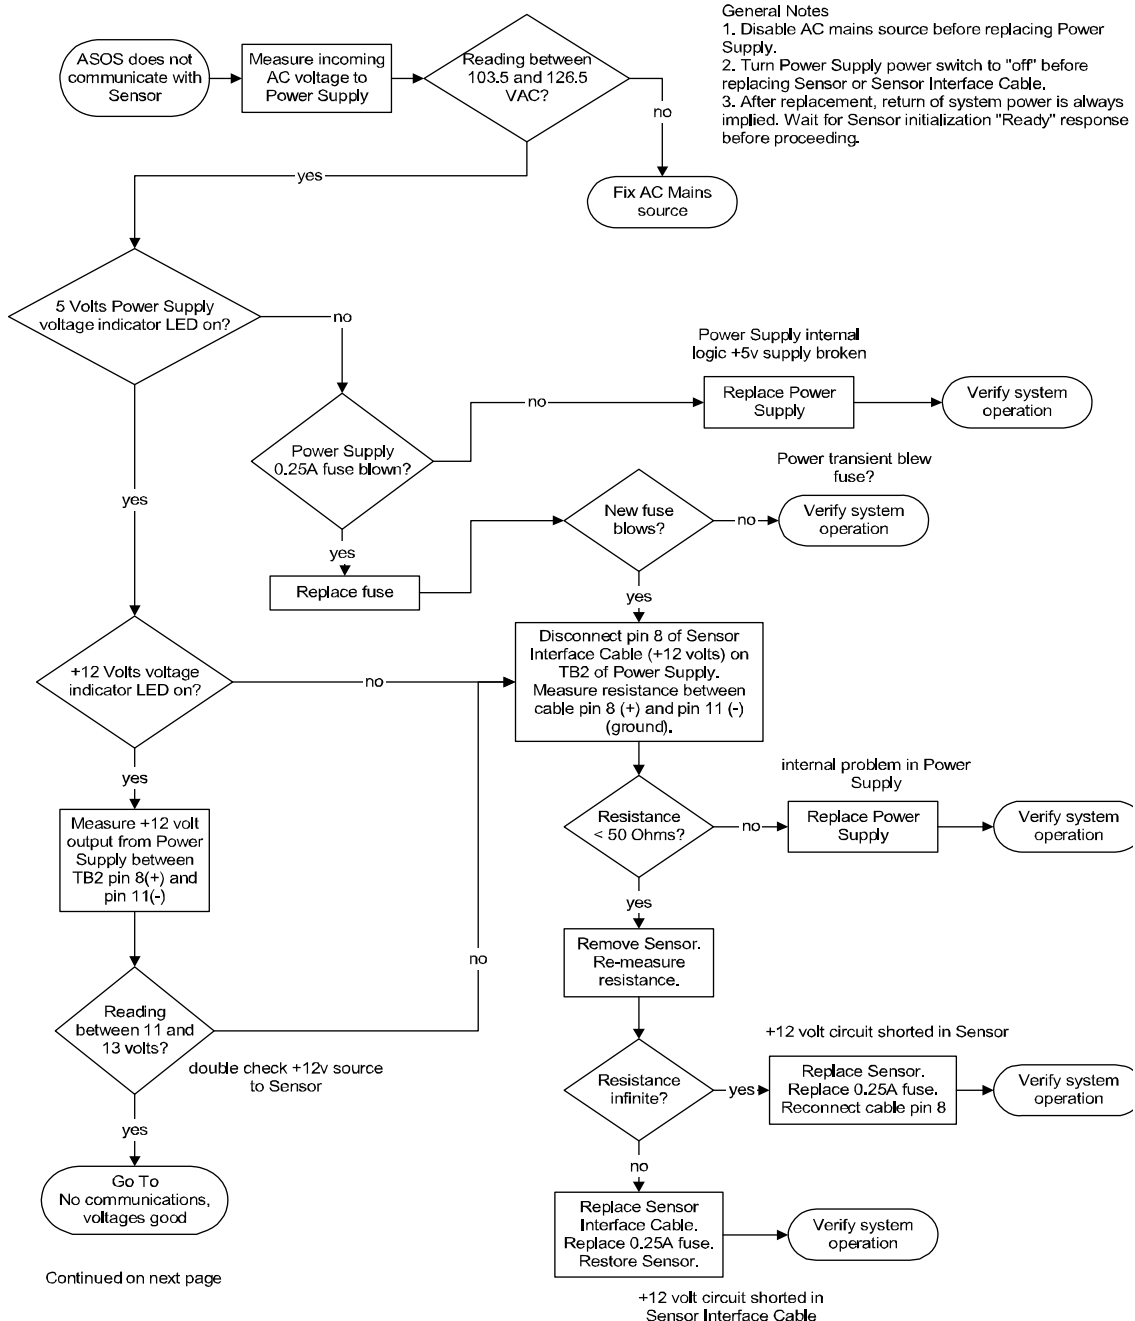 General Notes
1. Disable AC mains source before replacing Power
Supply.
2. Turn Power Supply power switch to "off" before
replacing Sensor or Sensor Interface Cable.
3. After replacement, return of system power is always
implied. Wait for Sensor initialization "Ready" response
before proceeding.
ASOS does not
communicate with
Sensor
Measure incoming
AC voltage to
Power Supply
Reading between
103.5 and 126.5
VAC?
no
Fix AC Mains
source
yes
5 Volts Power Supply
voltage indicator LED on?
no
Power Supply
0.25A fuse blown?
no
Power Supply internal
logic +5v supply broken
Replace Power
Supply
Verify system
operation
yes
Replace fuse
New fuse
blows?
no
Power transient blew
fuse?
Verify system
operation
yes
yes
+12 Volts voltage
indicator LED on?
no
Disconnect pin 8 of Sensor
Interface Cable (+12 volts) on
TB2 of Power Supply.
Measure resistance between
cable pin 8 (+) and pin 11 (-)
(ground).
yes
Measure +12 volt
output from Power
Supply between
TB2 pin 8(+) and
pin 11(-)
Resistance
< 50 Ohms?
no
internal problem in Power
Supply
Replace Power
Supply
Verify system
operation
yes
Remove Sensor.
Re-measure
resistance.
Reading
between 11 and
13 volts?
no
double check +12v source
to Sensor
yes
Go To
No communications,
voltages good
Continued on next page
Resistance
infinite?
yes
+12 volt circuit shorted in Sensor
Replace Sensor.
Replace 0.25A fuse.
Reconnect cable pin 8
Verify system
operation
no
Replace Sensor
Interface Cable.
Replace 0.25A fuse.
Restore Sensor.
Verify system
operation
+12 volt circuit shorted in
Sensor Interface Cable